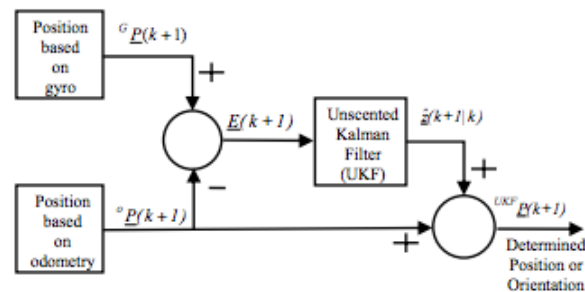 Position
based
on
gyro
G P(k+1)
+
E(k+1)
Unscented
Kalman
Filter
(UKF)
ẑ(k+1|k)
+
−
Position
based
on
odometry
o P(k+1)
+
UKF P(k+1)
Determined
Position or
Orientation